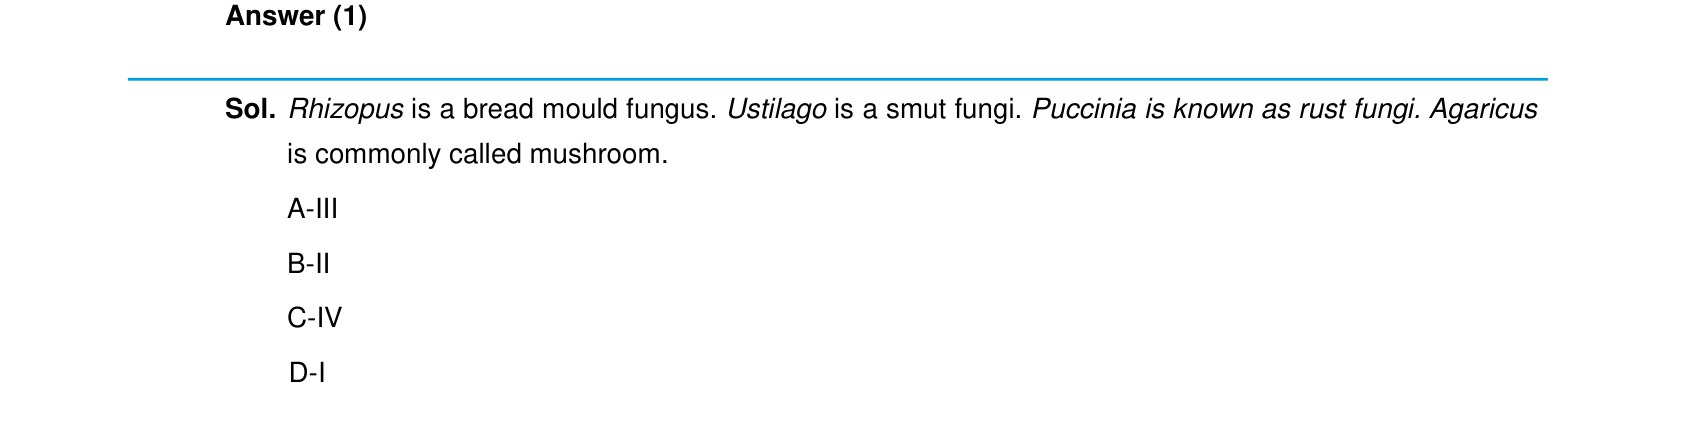 Answer (1)
Sol. Rhizopus is a bread mould fungus. Ustilago is a smut fungi. Puccinia is known as rust fungi. Agaricus
is commonly called mushroom.
A-III
B-II
C-IV
D-I